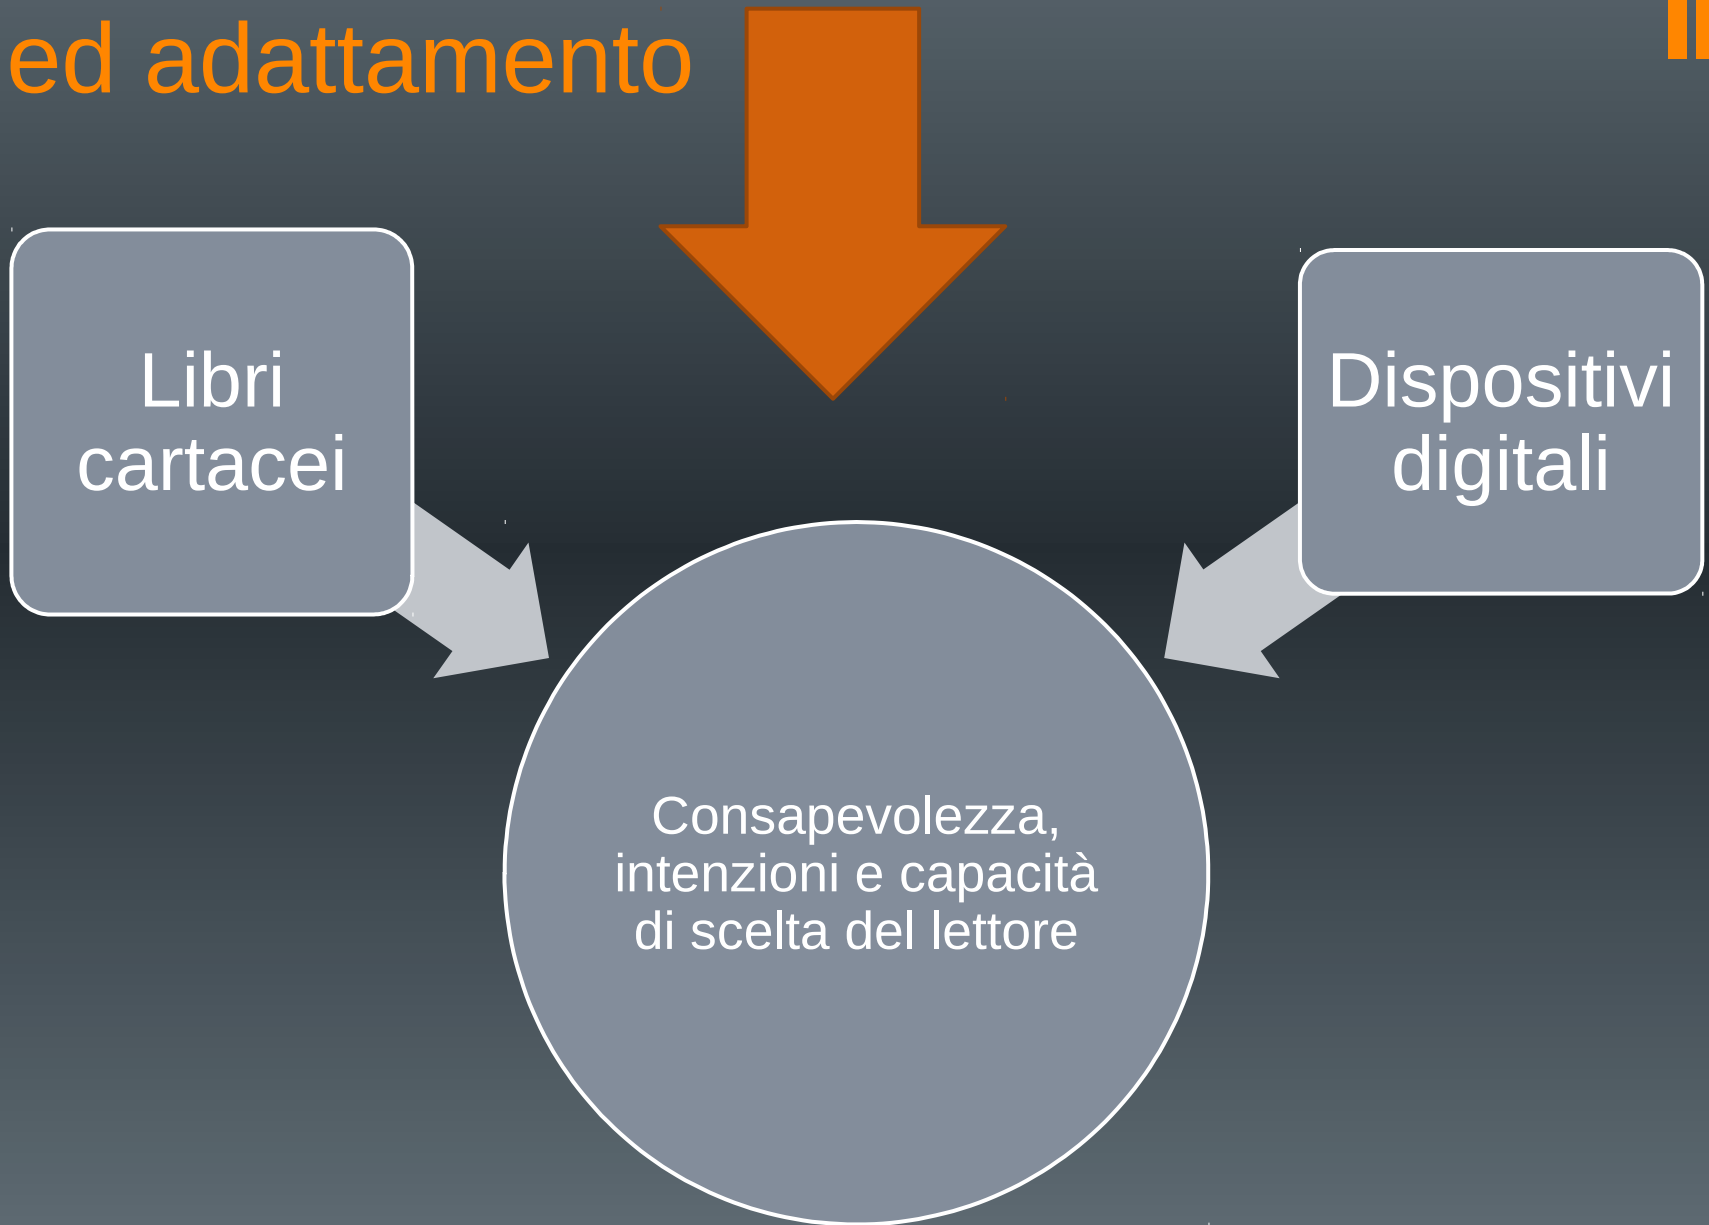 ed adattamento
Libri
cartacei
Dispositivi
digitali
Consapevolezza,
intenzioni e capacità
di scelta del lettore